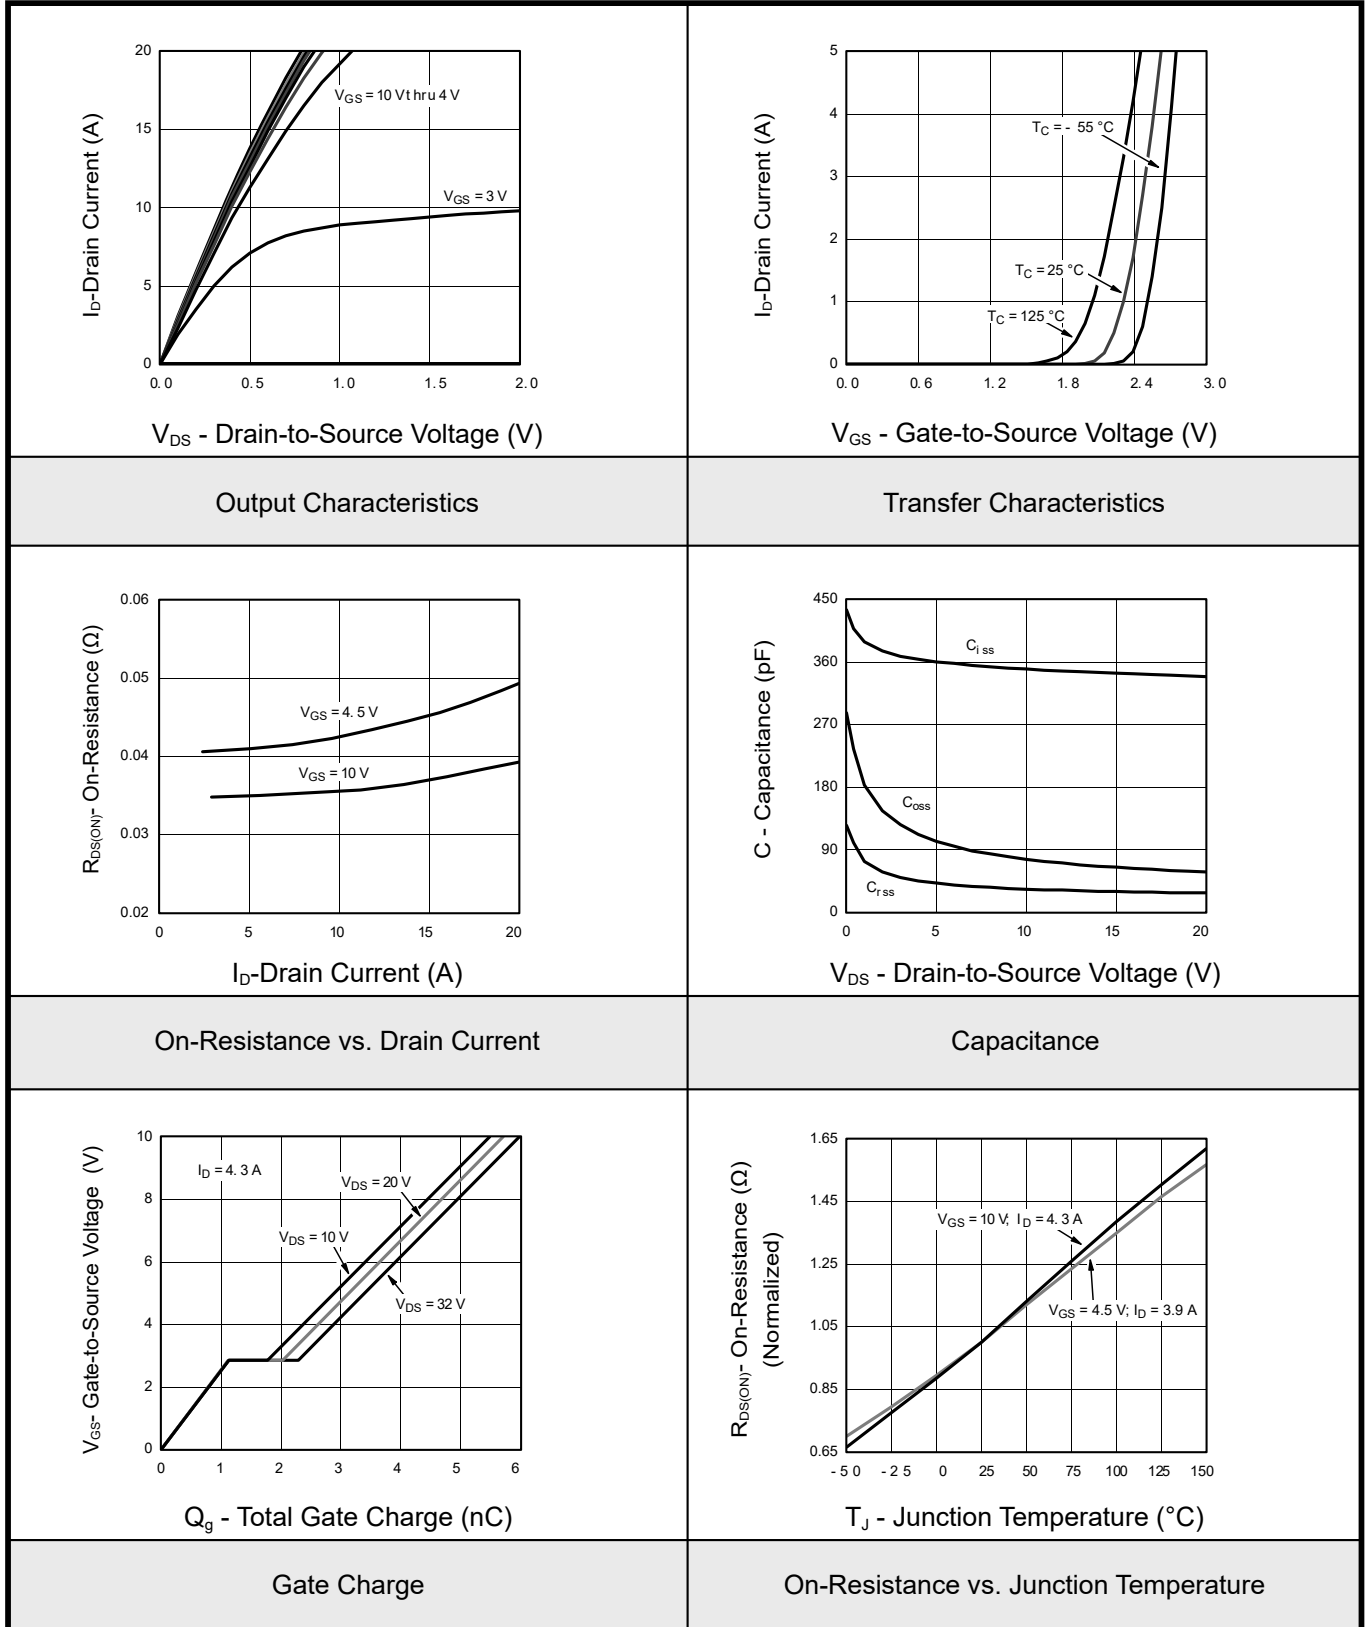 20
15
10
5
0
0.0 0.5 1.0 1.5 2.0
ID-Drain Current (A)
VGS = 10 Vt hru 4 V
VGS = 3 V
VDS - Drain-to-Source Voltage (V)
Output Characteristics
5
4
3
2
1
0
0.0 0.6 1.2 1.8 2.4 3.0
ID-Drain Current (A)
TC = - 55 °C
TC = 25 °C
TC = 125 °C
VGS - Gate-to-Source Voltage (V)
Transfer Characteristics
0.06
0.05
0.04
0.03
0.02
0 5 10 15 20
RDS(ON)- On-Resistance (Ω)
VGS = 4.5 V
VGS = 10 V
ID-Drain Current (A)
On-Resistance vs. Drain Current
450
360
270
180
90
0
0 5 10 15 20
C - Capacitance (pF)
Ciss
Coss
Crss
VDS - Drain-to-Source Voltage (V)
Capacitance
10
8
6
4
2
0
0 1 2 3 4 5 6
VGS- Gate-to-Source Voltage (V)
ID = 4.3 A
VDS = 20 V
VDS = 10 V
VDS = 32 V
Qg - Total Gate Charge (nC)
Gate Charge
1.65
1.45
1.25
1.05
0.85
0.65
-50 -25 0 25 50 75 100 125 150
RDS(ON)- On-Resistance (Ω)
(Normalized)
VGS = 10 V; ID = 4.3 A
VGS = 4.5 V; ID = 3.9 A
TJ - Junction Temperature (°C)
On-Resistance vs. Junction Temperature